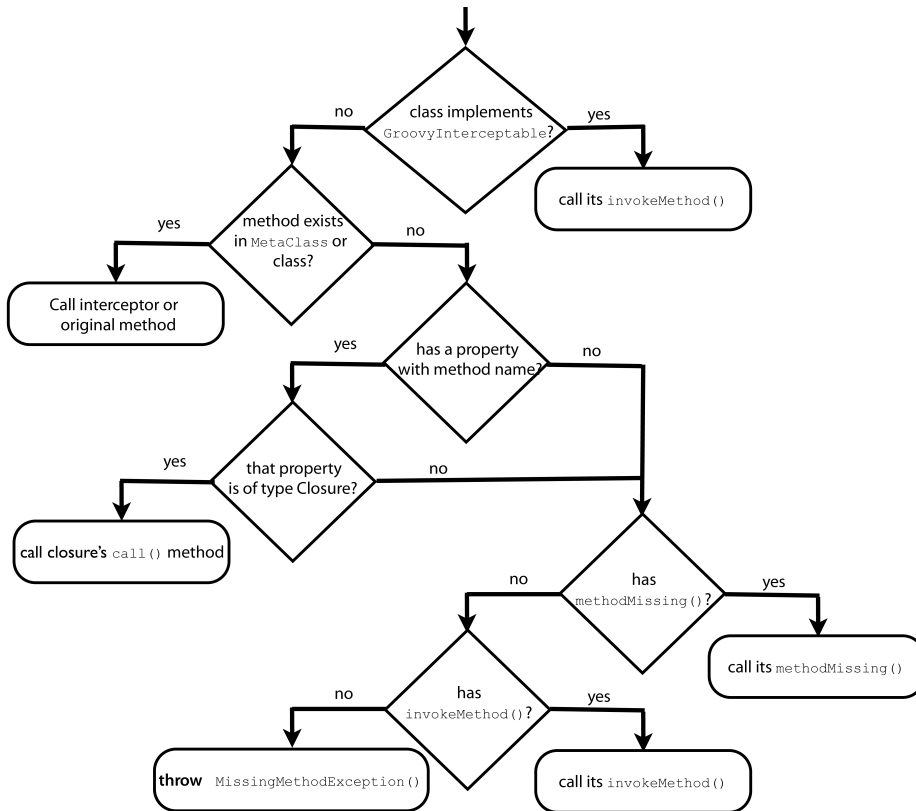 class implements
GroovyInterceptable?
no
yes
call its invokeMethod()
method exists
in MetaClass or
class?
yes
no
Call interceptor or
original method
has a property
with method name?
yes
no
that property
is of type Closure?
yes
no
call closure's call() method
has
methodMissing()?
no
yes
call its methodMissing()
has
invokeMethod()?
no
yes
throw MissingMethodException()
call its invokeMethod()